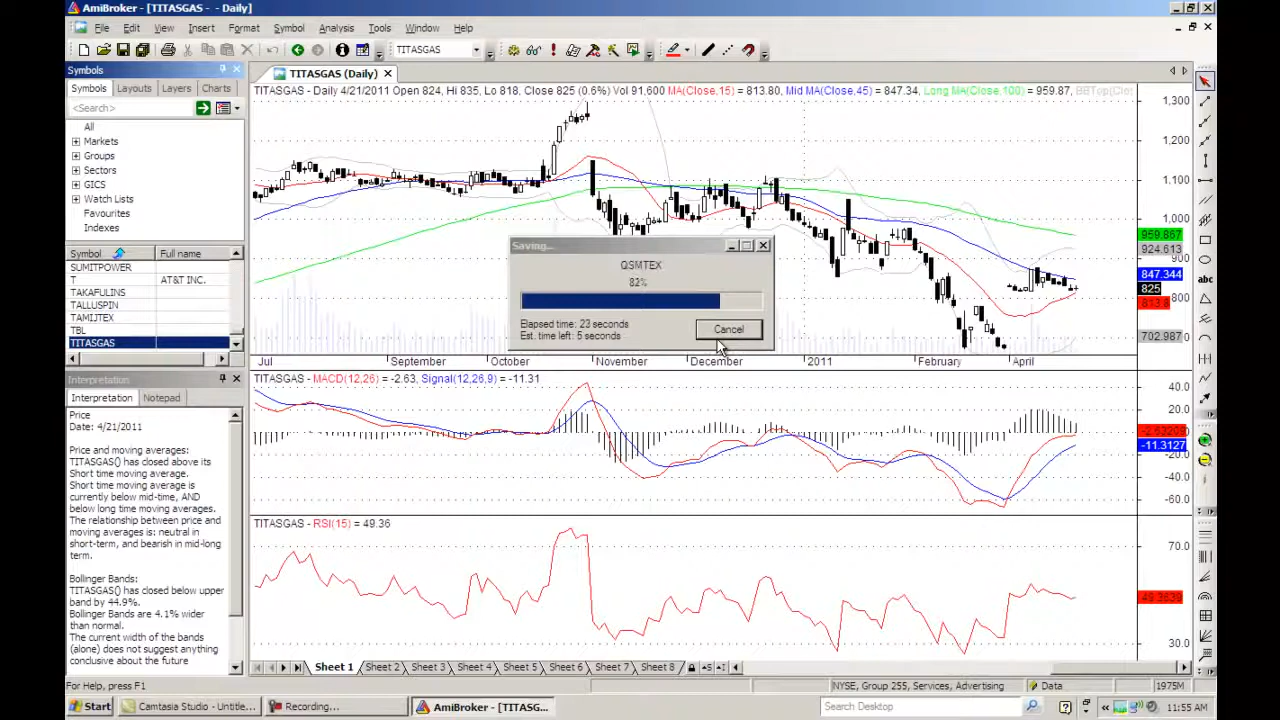 AmiBroker - [TITASGAS - - Daily]
File Edit View Insert Format Symbol Analysis Tools Window Help
TITASGAS
Symbols
Symbols Layouts Layers Charts
<Search>
All
Markets
Groups
Sectors
GICS
Watch Lists
Favourites
Indexes
Symbol Full name
SUMITPOWER
T AT&T INC.
TAKAFULINS
TALLUSPIN
TAMIJTEX
TBL
TITASGAS
Interpretation
Interpretation Notepad
Price
Date: 4/21/2011
Price and moving averages:
TITASGAS() has closed above its
Short time moving average.
Short time moving average is
currently below mid-time, AND
below long time moving averages.
The relationship between price and
moving averages is: neutral in
short-term, and bearish in mid-long
term.
Bollinger Bands:
TITASGAS() has closed below upper
band by 44.9%.
Bollinger Bands are 4.1% wider
than normal.
The current width of the bands
(alone) does not suggest anything
conclusive about the future
TITASGAS (Daily)
TITASGAS - Daily 4/21/2011 Open 824, Hi 835, Lo 818, Close 825 (0.6%) Vol 91,600 MA(Close,15) = 813.80, Mid MA(Close,45) = 847.34, Long MA(Close,100) = 959.87, BBTop(Clo
1,300
1,200
1,100
1,000
959.867
924.613
900
847.344
825
813.8
800
702.987
Saving...
QSMTEX
82%
Elapsed time: 23 seconds
Est. time left: 5 seconds
Cancel
Jul September October November December 2011 February April
TITASGAS - MACD(12,26) = -2.63, Signal(12,26,9) = -11.31
40.0
20.0
-11.3127
-20.0
-40.0
-60.0
TITASGAS - RSI(15) = 49.36
70.0
30.0
Sheet 1 Sheet 2 Sheet 3 Sheet 4 Sheet 5 Sheet 6 Sheet 7 Sheet 8
For Help, press F1
NYSE, Group 255, Services, Advertising Data 1975M
Start Camtasia Studio - Untitle... Recording... AmiBroker - [TITASG... Search Desktop 11:55 AM
abc